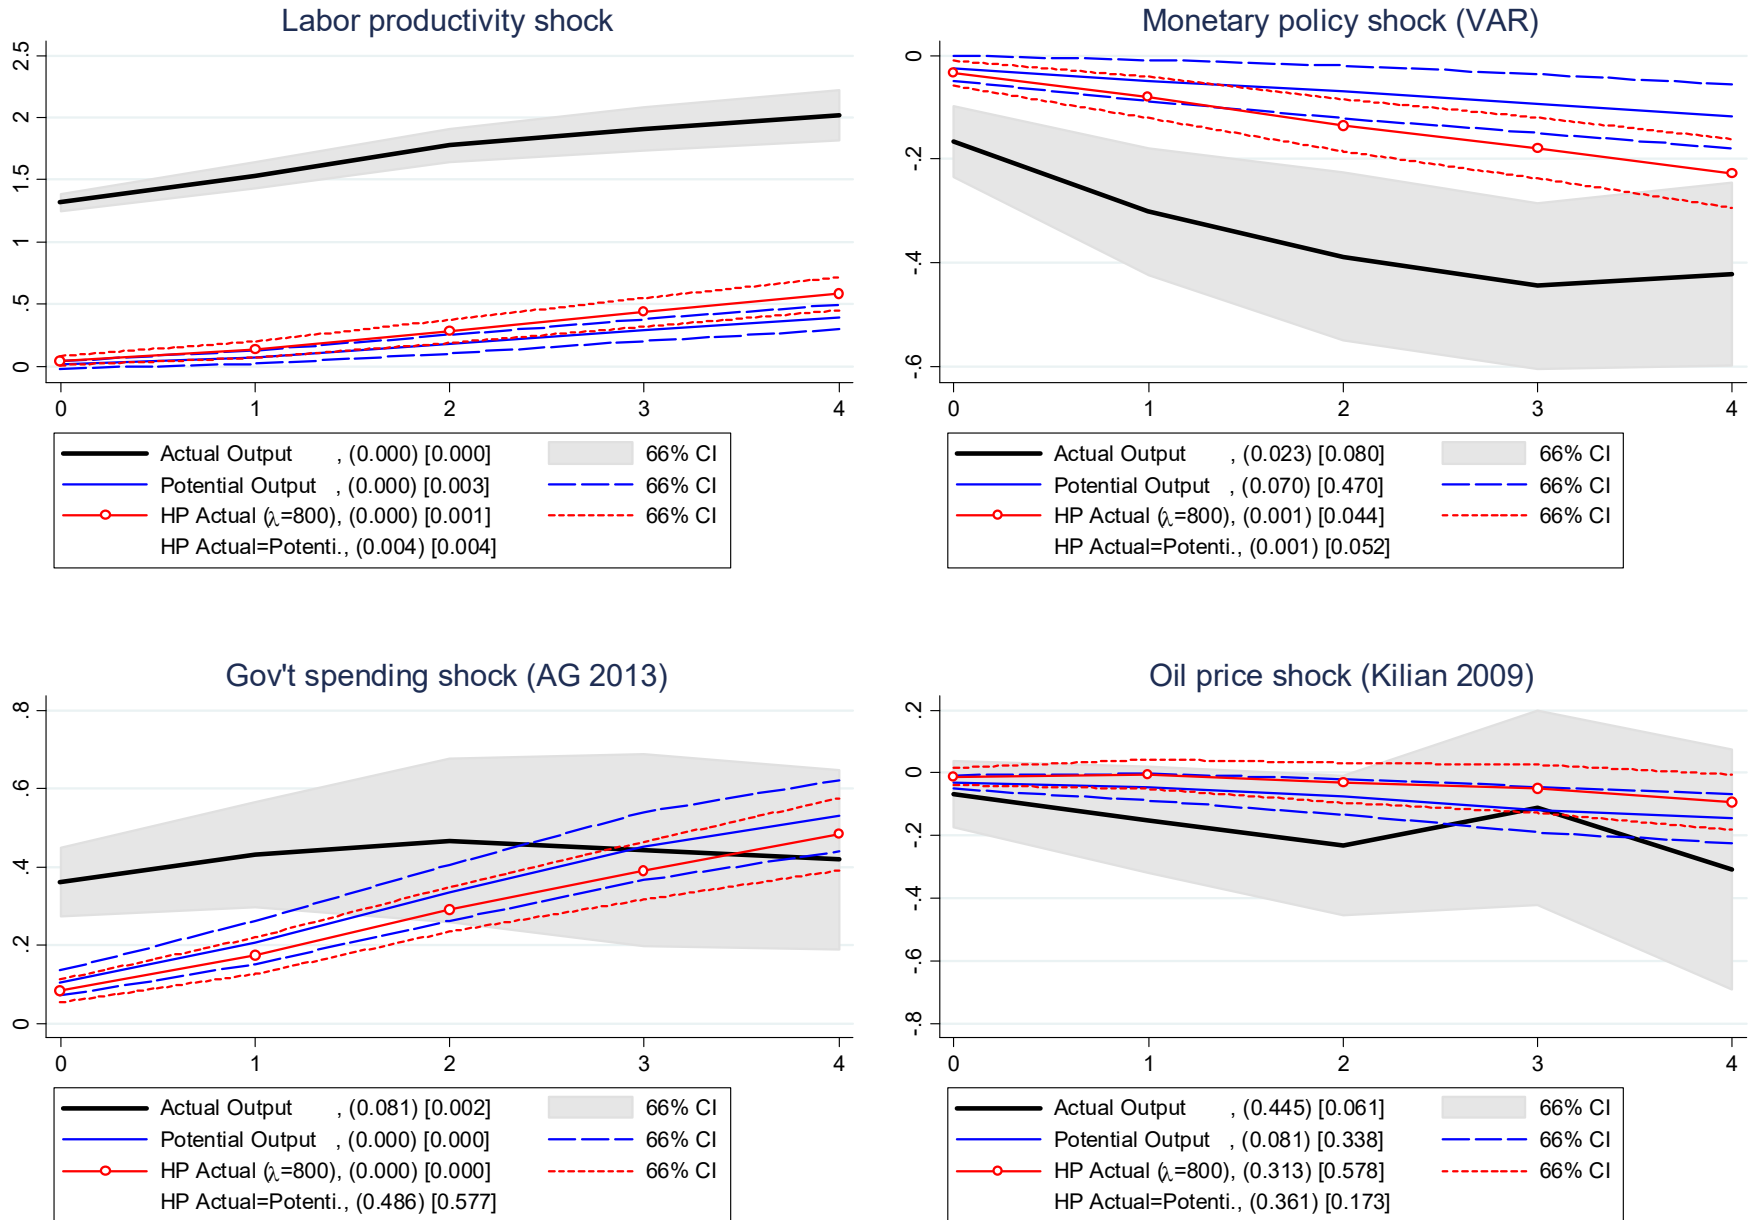 Labor productivity shock
2.5
2
1.5
1
.5
0
0 1 2 3 4
Actual Output , (0.000) [0.000] 66% CI
Potential Output , (0.000) [0.003] 66% CI
HP Actual (λ=800), (0.000) [0.001] 66% CI
HP Actual=Potenti., (0.004) [0.004]
Monetary policy shock (VAR)
0
-.2
-.4
-.6
0 1 2 3 4
Actual Output , (0.023) [0.080] 66% CI
Potential Output , (0.070) [0.470] 66% CI
HP Actual (λ=800), (0.001) [0.044] 66% CI
HP Actual=Potenti., (0.001) [0.052]
Gov't spending shock (AG 2013)
.8
.6
.4
.2
0
0 1 2 3 4
Actual Output , (0.081) [0.002] 66% CI
Potential Output , (0.000) [0.000] 66% CI
HP Actual (λ=800), (0.000) [0.000] 66% CI
HP Actual=Potenti., (0.486) [0.577]
Oil price shock (Kilian 2009)
.2
0
-.2
-.4
-.6
-.8
0 1 2 3 4
Actual Output , (0.445) [0.061] 66% CI
Potential Output , (0.081) [0.338] 66% CI
HP Actual (λ=800), (0.313) [0.578] 66% CI
HP Actual=Potenti., (0.361) [0.173]